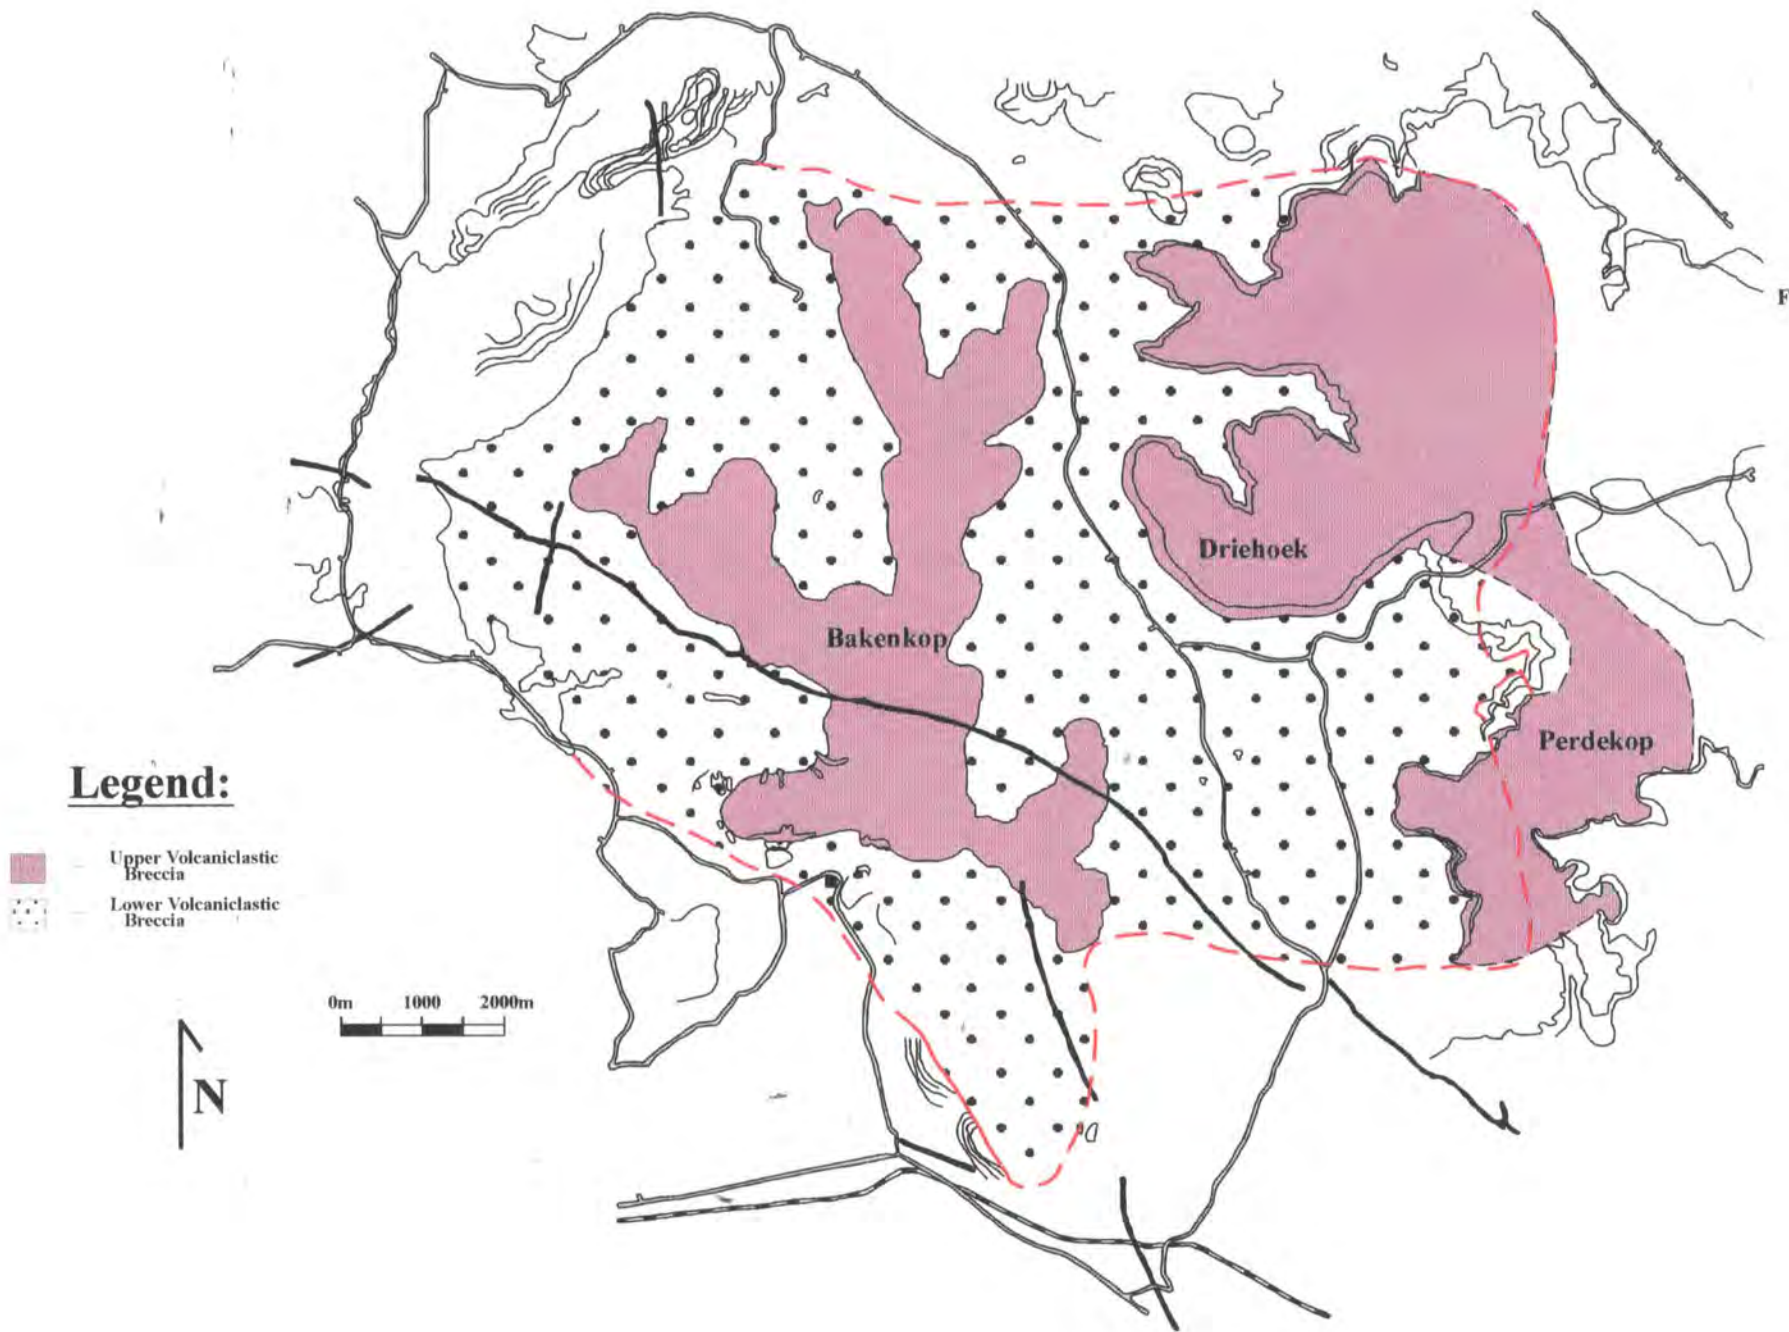 F
Driehoek
Bakenkop
Perdekop
Legend:
Upper Volcaniclastic
Breccia
Lower Volcaniclastic
Breccia
0m 1000 2000m
N